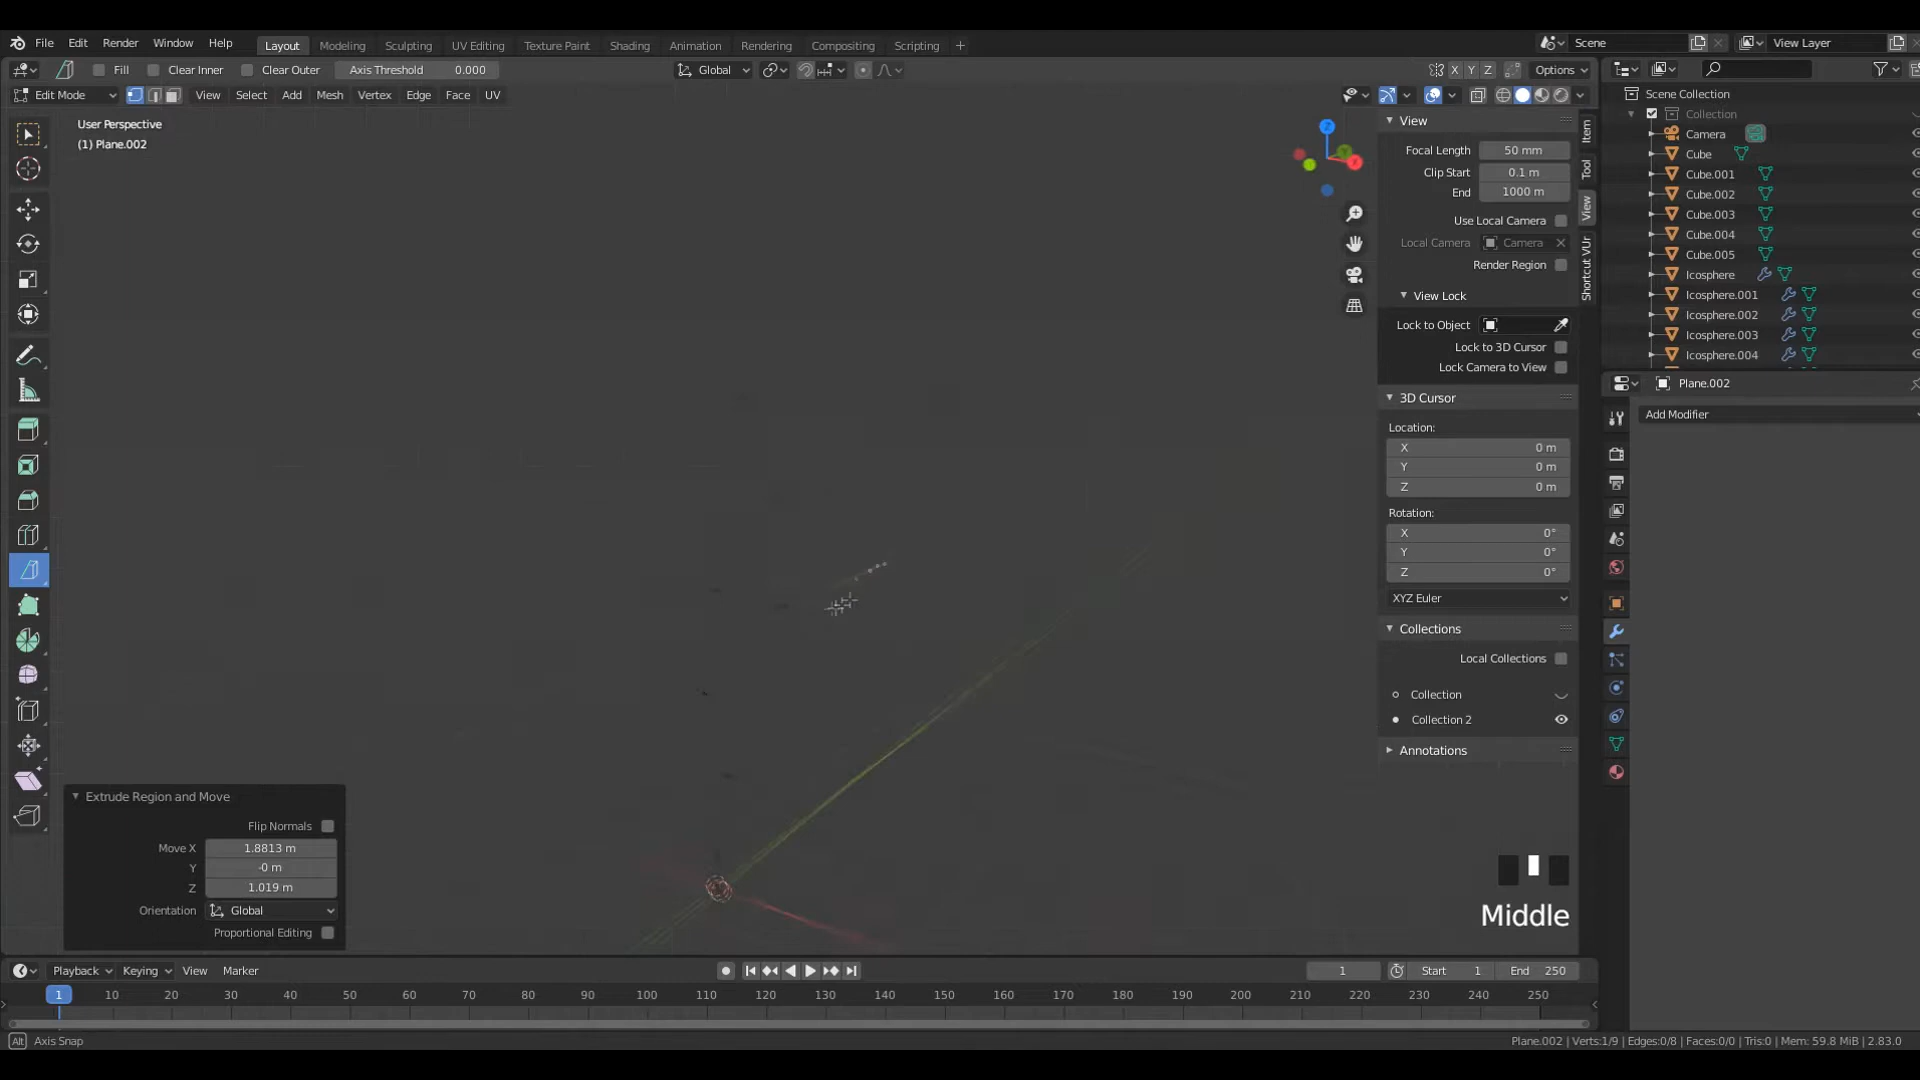 File Edit Render Window Help Layout Modeling Sculpting UV Editing Texture Paint Shading Animation Rendering Compositing Scripting + Scene View Layer
Fill Clear Inner Clear Outer Axis Threshold 0.000 Global X Y Z Options
Edit Mode View Select Add Mesh Vertex Edge Face UV
User Perspective
(1) Plane.002
Z
X
View
Focal Length 50 mm
Clip Start 0.1 m
End 1000 m
Use Local Camera
Local Camera Camera
Render Region
View Lock
Lock to Object
Lock to 3D Cursor
Lock Camera to View
3D Cursor
Location:
X 0 m
Y 0 m
Z 0 m
Rotation:
X 0°
Y 0°
Z 0°
XYZ Euler
Collections
Local Collections
Collection
Collection 2
Annotations
Item
Tool
View
Shortcut VUr
Scene Collection
Collection
Camera
Cube
Cube.001
Cube.002
Cube.003
Cube.004
Cube.005
Icosphere
Icosphere.001
Icosphere.002
Icosphere.003
Icosphere.004
Plane.002
Add Modifier
Extrude Region and Move
Flip Normals
Move X 1.8813 m
Y -0 m
Z 1.019 m
Orientation Global
Proportional Editing
Middle
Playback Keying View Marker 1 Start 1 End 250
1 10 20 30 40 50 60 70 80 90 100 110 120 130 140 150 160 170 180 190 200 210 220 230 240 250
Alt Axis Snap
Plane.002 | Verts:1/9 | Edges:0/8 | Faces:0/0 | Tris:0 | Mem: 59.8 MiB | 2.83.0